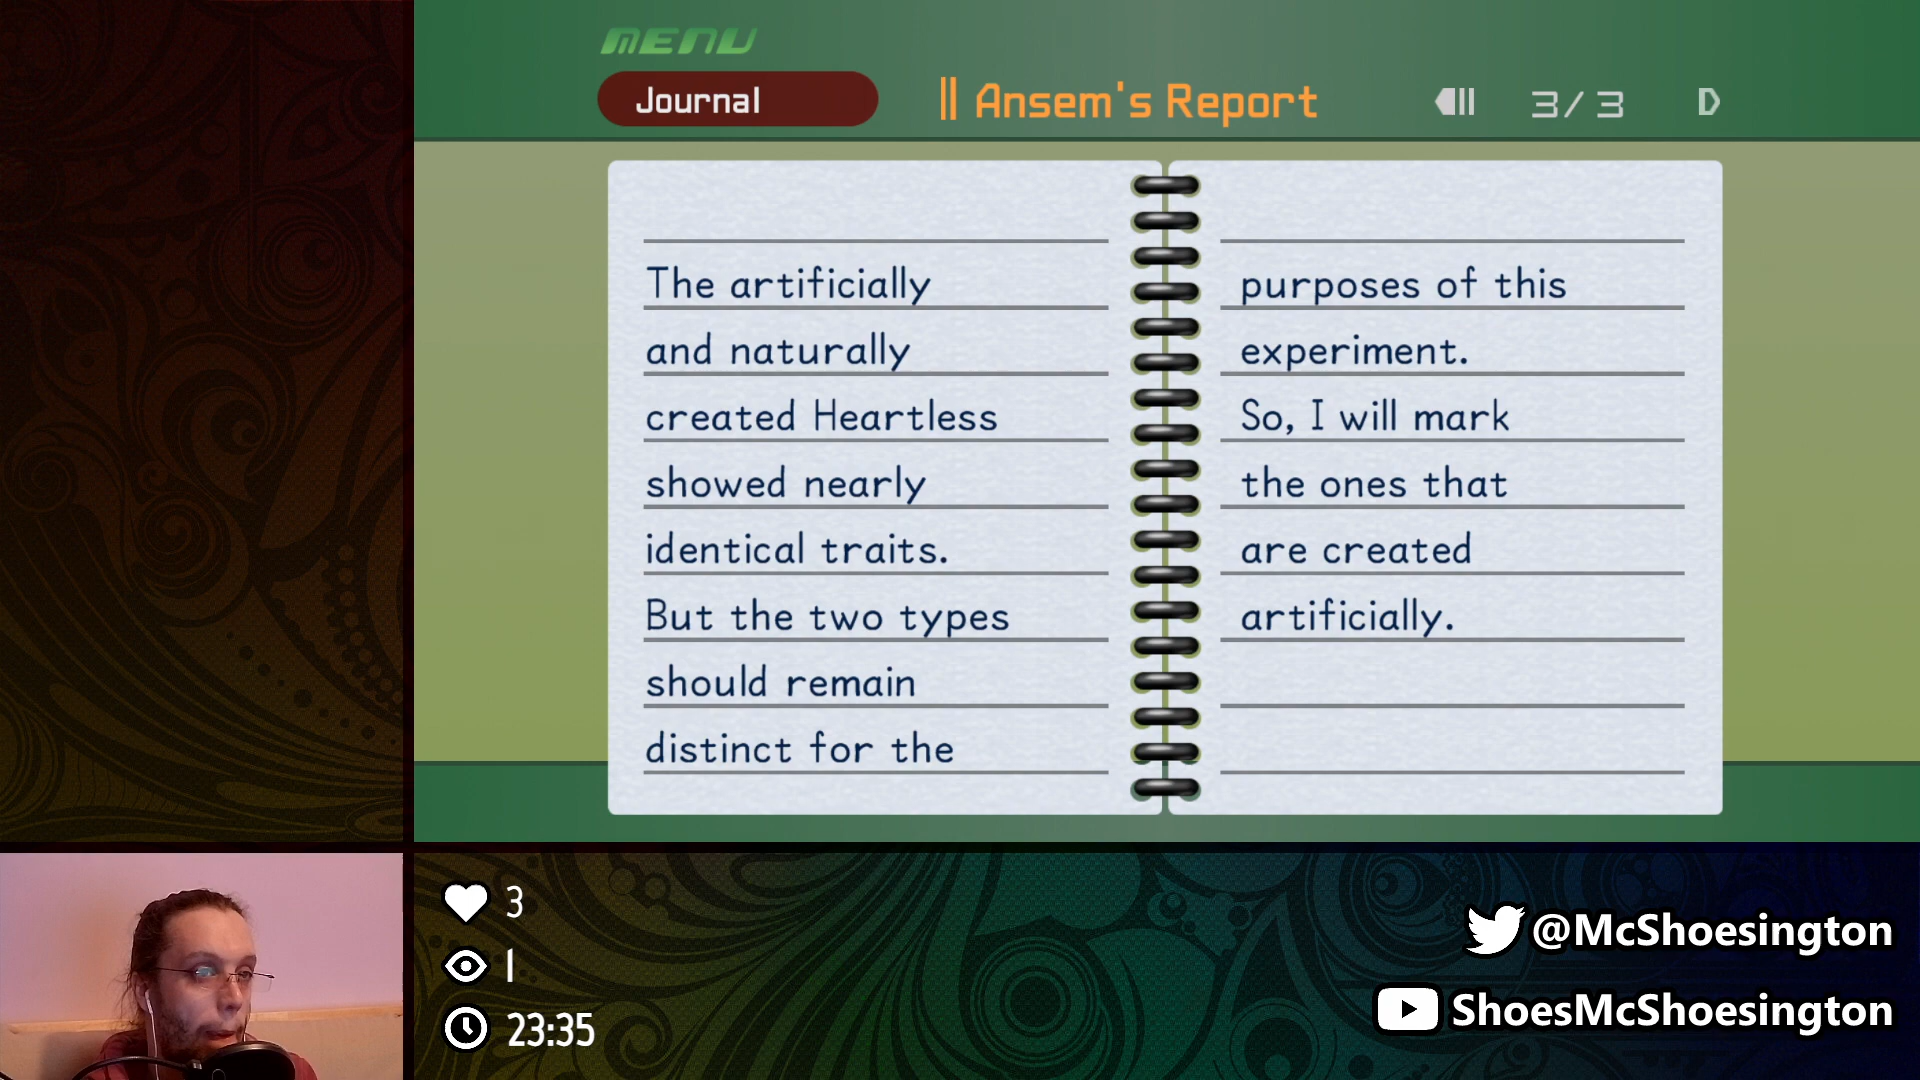 MENU
Journal
Ansem's Report
3/3
The artificially
and naturally
created Heartless
showed nearly
identical traits.
But the two types
should remain
distinct for the
purposes of this
experiment.
So, I will mark
the ones that
are created
artificially.
3
1
23:35
@McShoesington
ShoesMcShoesington